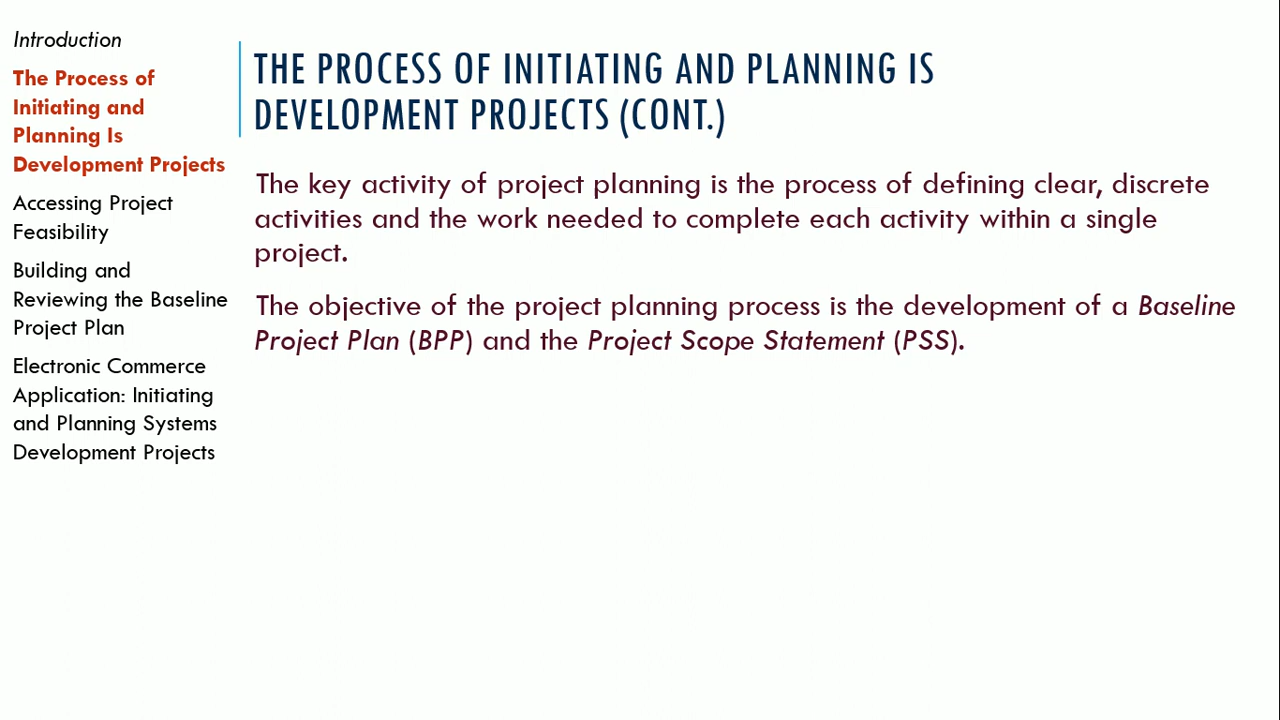 Introduction
The Process of
Initiating and
Planning Is
Development Projects
Accessing Project
Feasibility
Building and
Reviewing the Baseline
Project Plan
Electronic Commerce
Application: Initiating
and Planning Systems
Development Projects
THE PROCESS OF INITIATING AND PLANNING IS
DEVELOPMENT PROJECTS (CONT.)
The key activity of project planning is the process of defining clear, discrete
activities and the work needed to complete each activity within a single
project.
The objective of the project planning process is the development of a Baseline
Project Plan (BPP) and the Project Scope Statement (PSS).